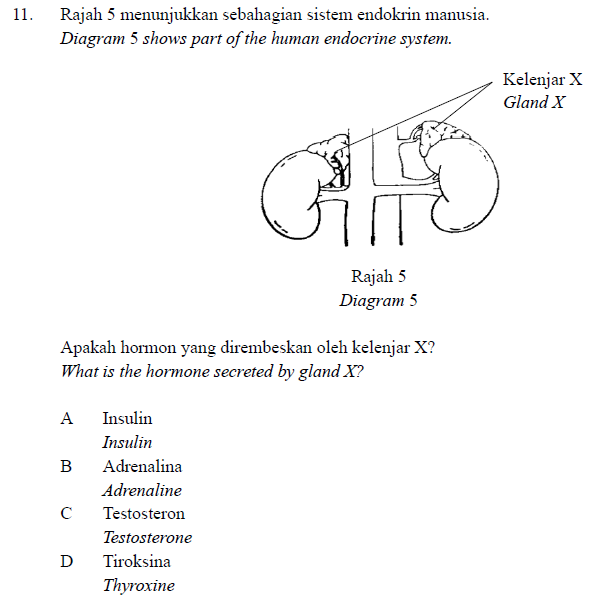 11. Rajah 5 menunjukkan sebahagian sistem endokrin manusia.
Diagram 5 shows part of the human endocrine system.
Kelenjar X
Gland X
Rajah 5
Diagram 5
Apakah hormon yang dirembeskan oleh kelenjar X?
What is the hormone secreted by gland X?
A Insulin
Insulin
B Adrenalina
Adrenaline
C Testosteron
Testosterone
D Tiroksina
Thyroxine